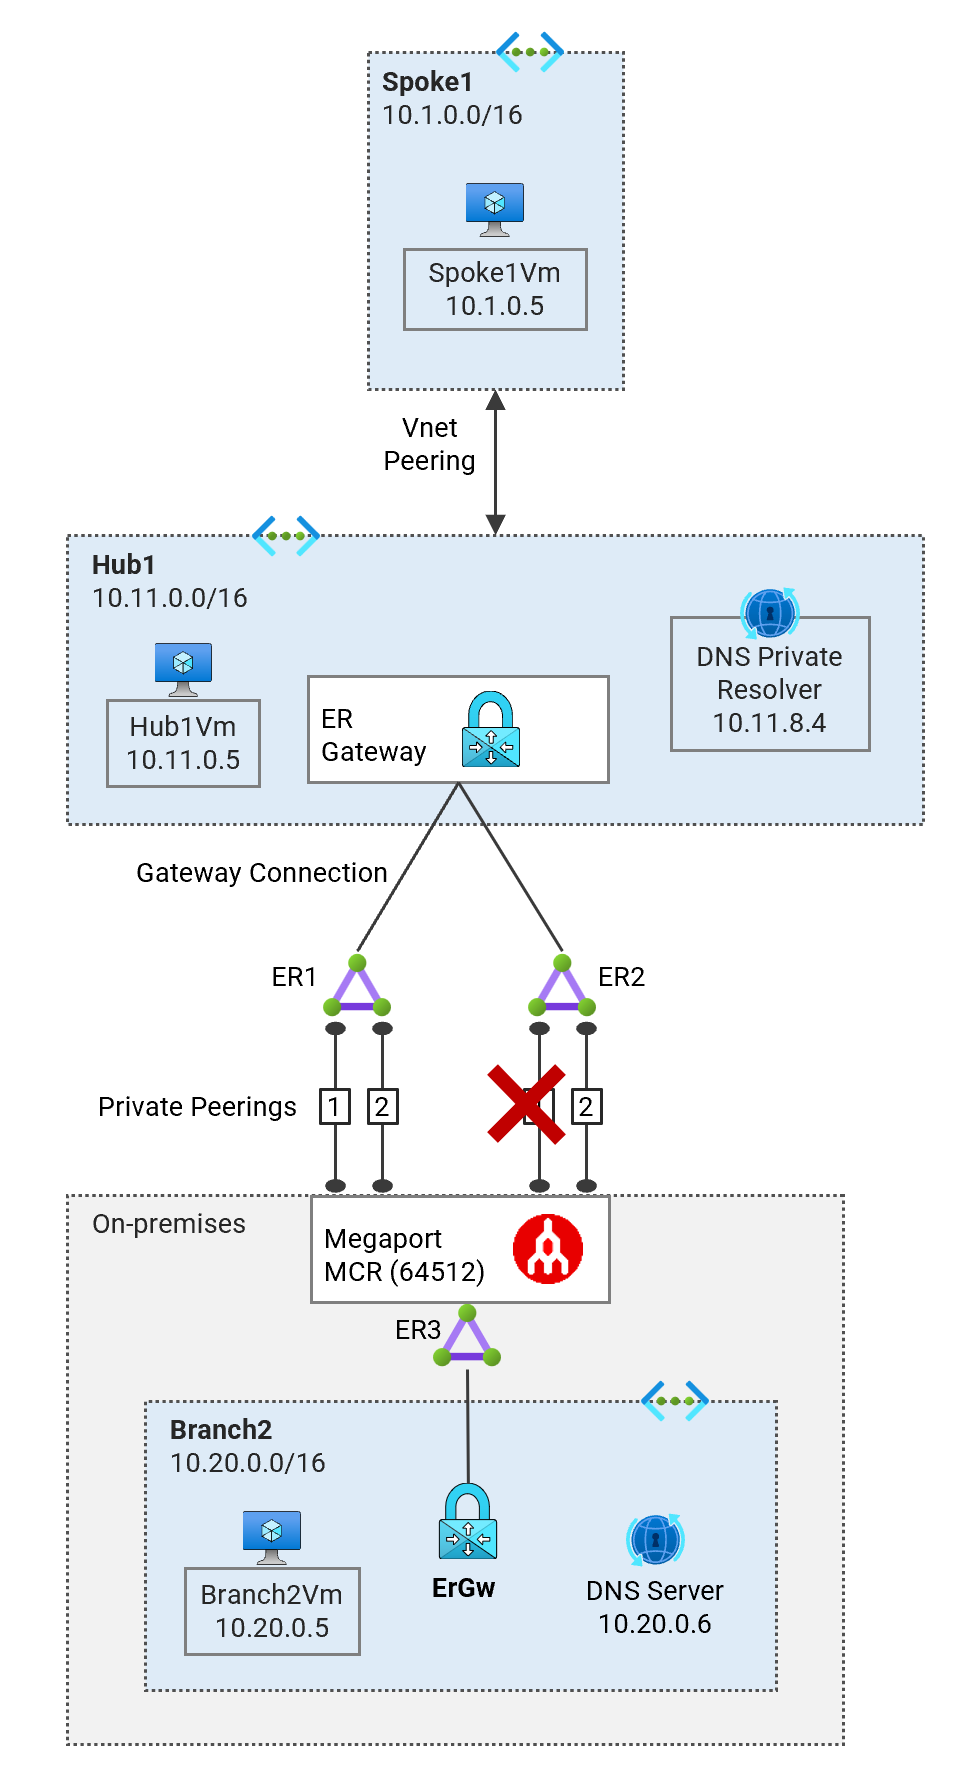 Spoke1
10.1.0.0/16
Spoke1Vm
10.1.0.5
Vnet
Peering
Hub1
10.11.0.0/16
Hub1Vm
10.11.0.5
ER
Gateway
DNS Private
Resolver
10.11.8.4
Gateway Connection
ER1
ER2
Private Peerings
1
2
2
On-premises
Megaport
MCR (64512)
ER3
Branch2
10.20.0.0/16
Branch2Vm
10.20.0.5
ErGw
DNS Server
10.20.0.6